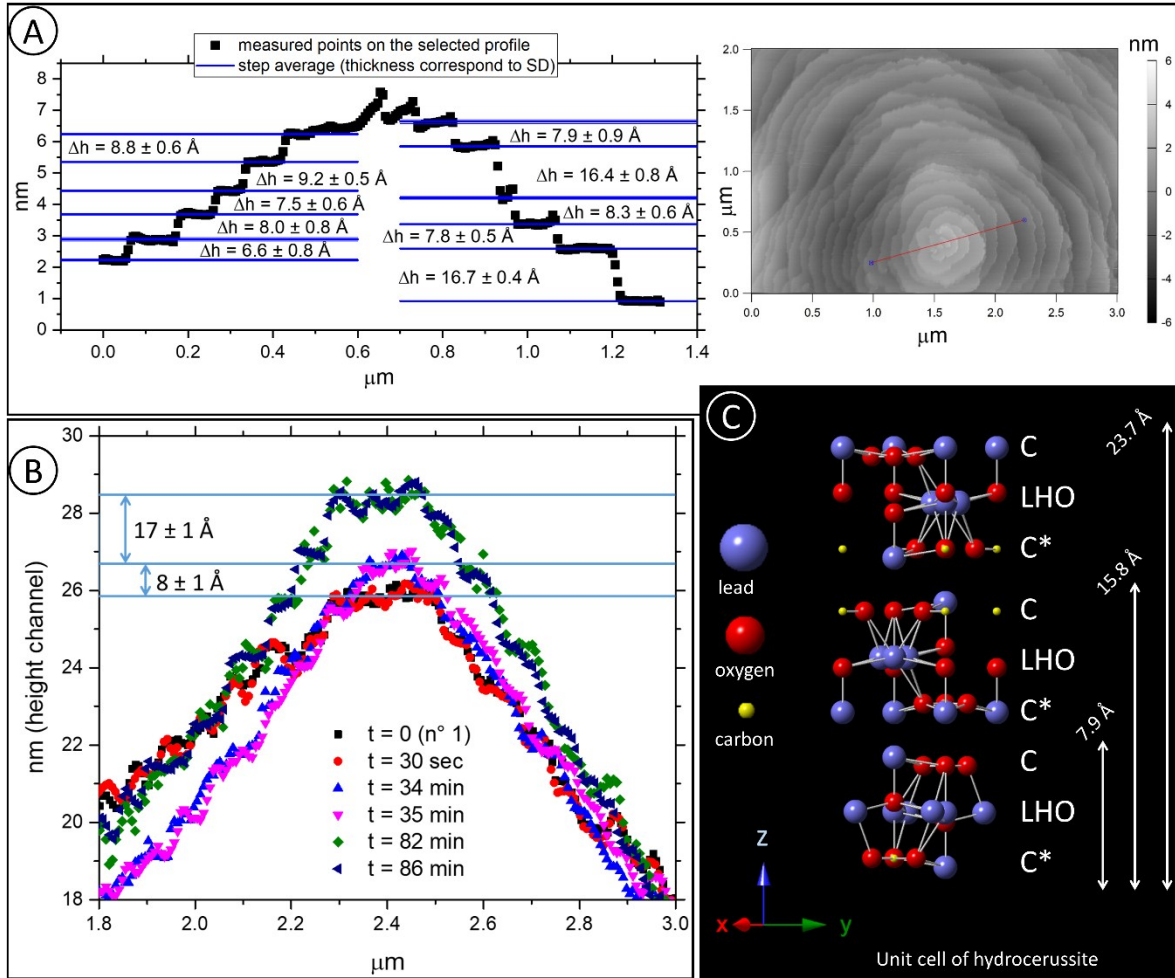 A
measured points on the selected profile
step average (thickness correspond to SD)
nm
8
7
6
5
4
3
2
1
0
Δh = 8.8 ± 0.6 Å
Δh = 9.2 ± 0.5 Å
Δh = 7.5 ± 0.6 Å
Δh = 8.0 ± 0.8 Å
Δh = 6.6 ± 0.8 Å
Δh = 7.9 ± 0.9 Å
Δh = 16.4 ± 0.8 Å
Δh = 8.3 ± 0.6 Å
Δh = 7.8 ± 0.5 Å
Δh = 16.7 ± 0.4 Å
0.0 0.2 0.4 0.6 0.8 1.0 1.2 1.4
μm
2.0
1.5
1.0
0.5
0.0
μm
0.0 0.5 1.0 1.5 2.0 2.5 3.0
μm
nm
6
4
2
0
-2
-4
-6
B
nm (height channel)
30
28
26
24
22
20
18
17 ± 1 Å
8 ± 1 Å
t = 0 (n° 1)
t = 30 sec
t = 34 min
t = 35 min
t = 82 min
t = 86 min
1.8 2.0 2.2 2.4 2.6 2.8 3.0
μm
C
lead
oxygen
carbon
C
LHO
C*
C
LHO
C*
C
LHO
C*
23.7 Å
15.8 Å
7.9 Å
z
x
y
Unit cell of hydrocerussite